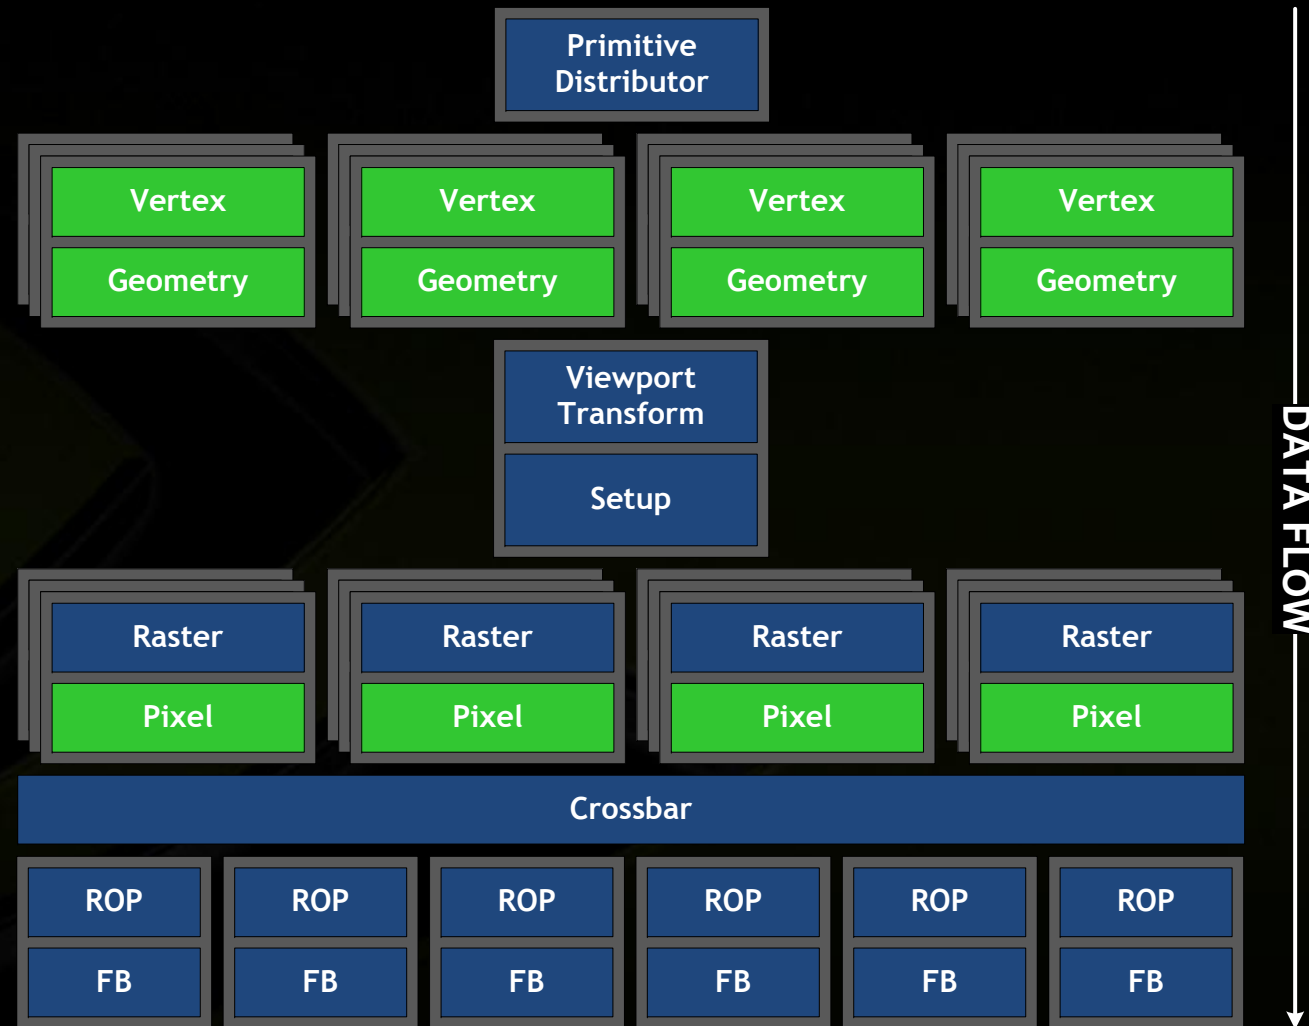 Primitive
Distributor
Vertex Vertex Vertex Vertex
Geometry Geometry Geometry Geometry
Viewport
Transform
Setup
DATA FLOW
Raster Raster Raster Raster
Pixel Pixel Pixel Pixel
Crossbar
ROP ROP ROP ROP ROP ROP
FB FB FB FB FB FB